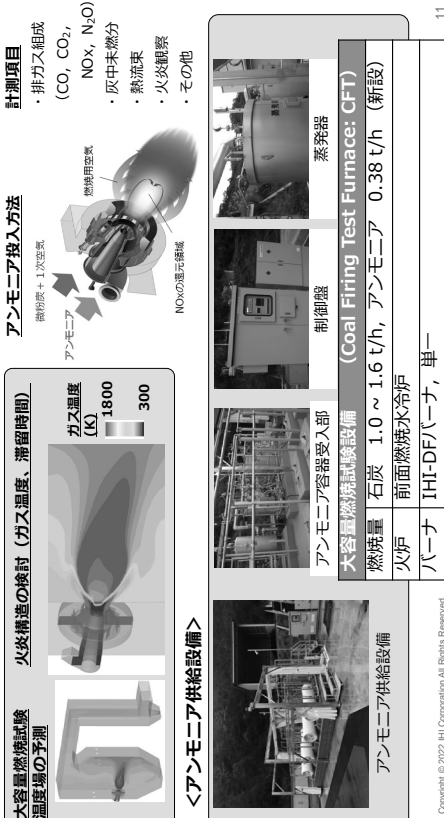 大容量燃焼試験
温度場の予測
火炎構造の検討（ガス温度、滞留時間）
ガス温度
(K)
1800
300
アンモニア投入方法
微粉炭＋１次空気
アンモニア
燃焼用空気
NOxの還元領域
計測項目
・排ガス組成
(CO, CO₂,
NOx, N₂O)
・灰中未燃分
・熱流束
・火炎観察
・その他
＜アンモニア供給設備＞
アンモニア供給設備
アンモニア容器受入部
制御盤
蒸発器
大容量燃焼試験設備 （Coal Firing Test Furnace: CFT）
燃焼量 石炭 1.0 ~ 1.6 t/h, アンモニア 0.38 t/h （新設）
火炉 前面燃焼水冷炉
バーナ IHI-DFバーナ, 単一
Copyright © 2022 IHI Corporation All Rights Reserved.
11